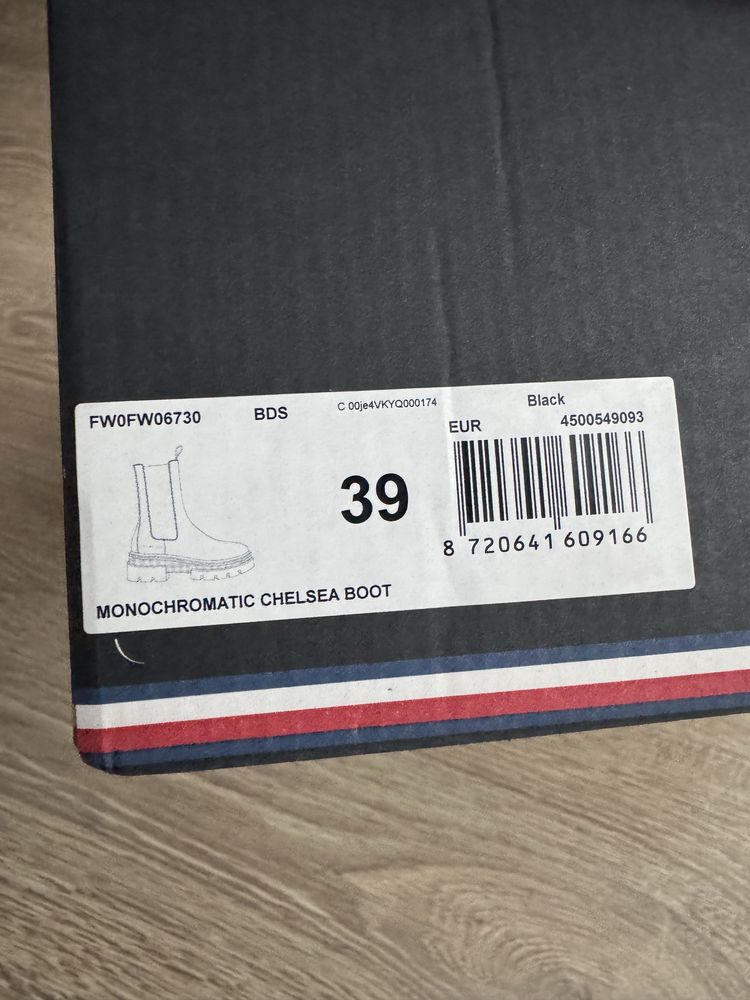 FW0FW06730 BDS C 00je4VKYQ000174 Black
EUR 4500549093
39
8 720641 609166
MONOCHROMATIC CHELSEA BOOT